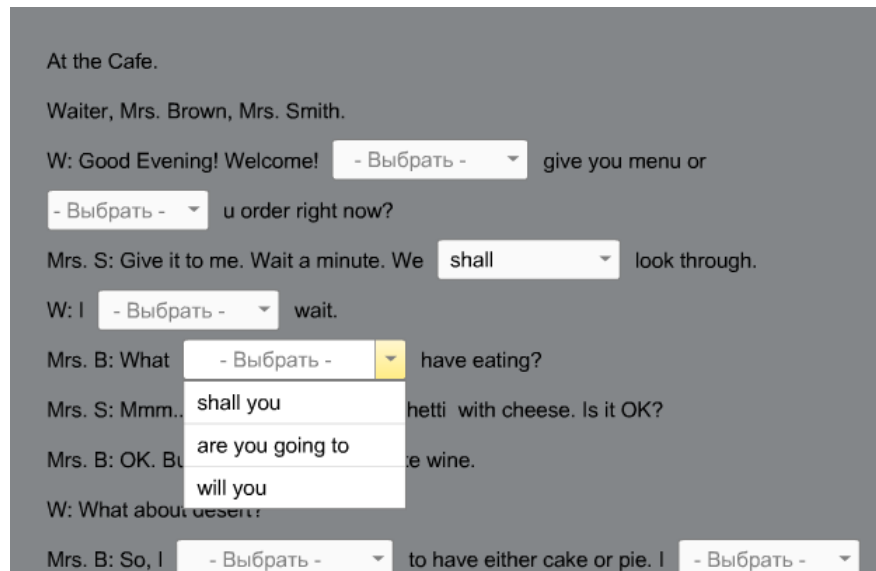 At the Cafe.
Waiter, Mrs. Brown, Mrs. Smith.
W: Good Evening! Welcome! - Выбрать - give you menu or
- Выбрать - u order right now?
Mrs. S: Give it to me. Wait a minute. We shall look through.
W: I - Выбрать - wait.
Mrs. B: What - Выбрать - have eating?
shall you
Mrs. S: Mmm.. hetti with cheese. Is it OK?
are you going to
Mrs. B: OK. Bu e wine.
will you
W: What about desert?
Mrs. B: So, I - Выбрать - to have either cake or pie. I - Выбрать -